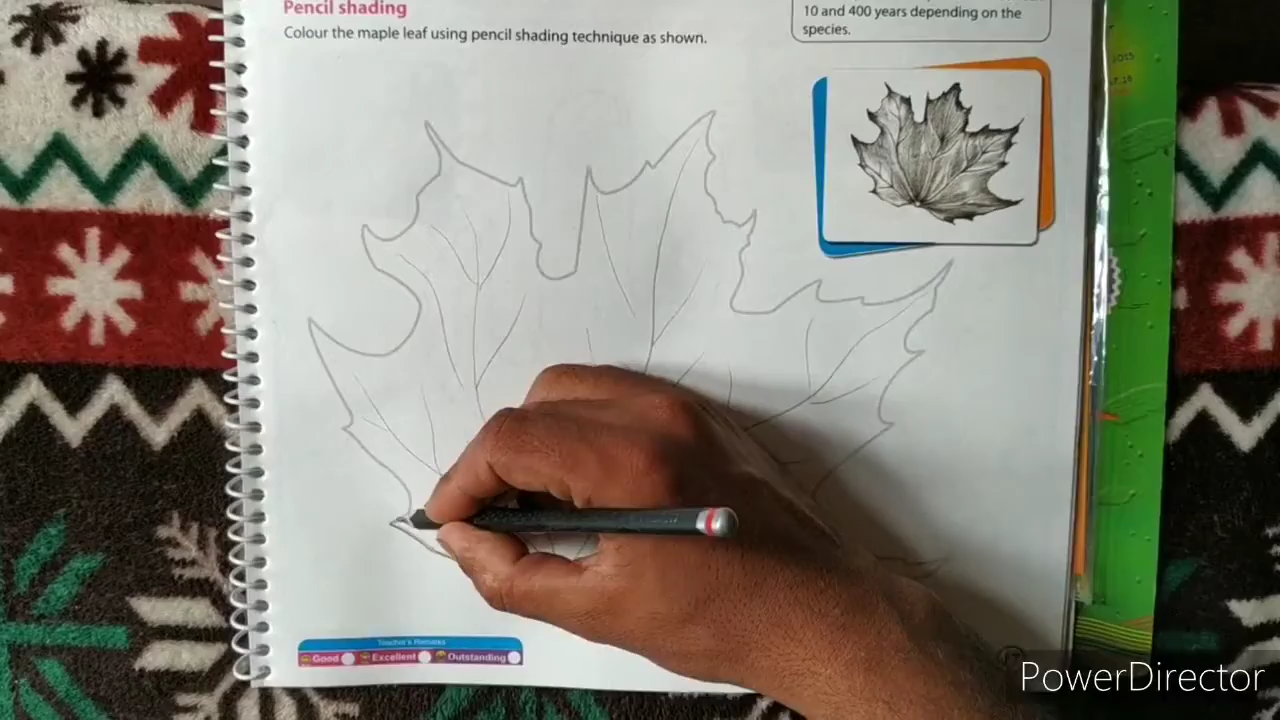 Pencil shading
Colour the maple leaf using pencil shading technique as shown.
10 and 400 years depending on the
species.
Teacher's Remarks
Good
Excellent
Outstanding
PowerDirector